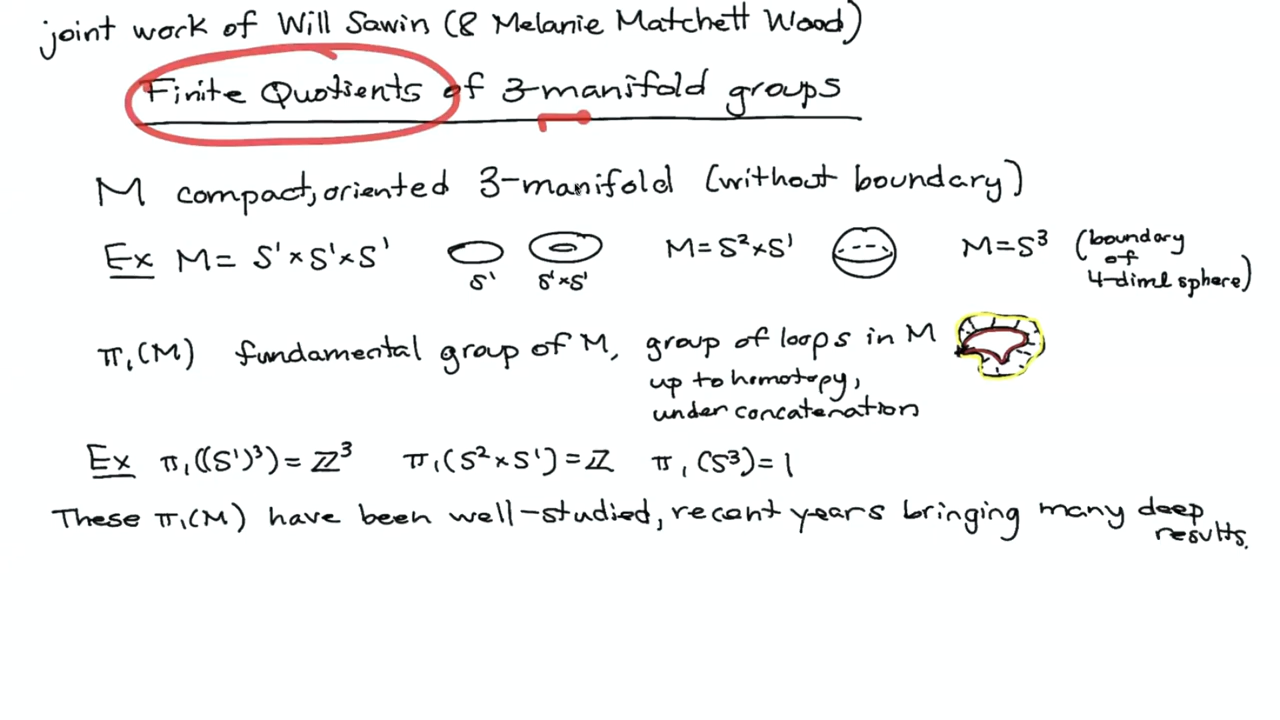 joint work of Will Sawin (& Melanie Matchett Wood)
Finite Quotients of 3-manifold groups
M compact, oriented 3-manifold (without boundary)
Ex M = S¹×S¹×S¹ S¹ S¹×S¹ M=S²×S¹ M=S³ (boundary of 4-diml sphere)
π₁(M) fundamental group of M, group of loops in M
up to homotopy,
under concatenation
Ex π₁((S¹)³) = ℤ³ π₁(S²×S¹) = ℤ π₁(S³) = 1
These π₁(M) have been well-studied, recent years bringing many deep results.